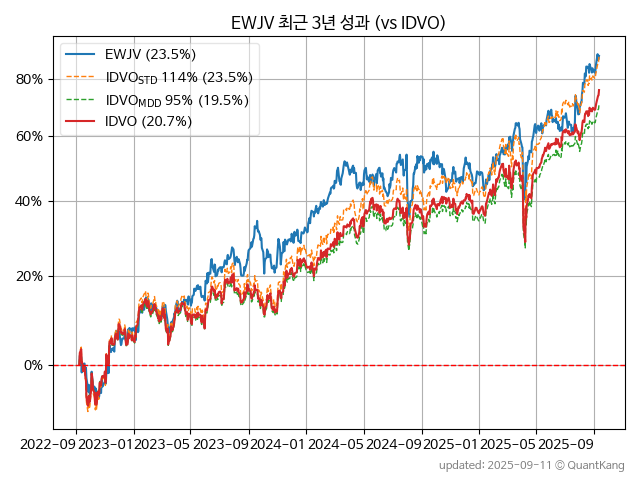 EWJV 최근 3년 성과 (vs IDVO)
EWJV (23.5%)
IDVO_STD 114% (23.5%)
IDVO_MDD 95% (19.5%)
IDVO (20.7%)
80%
60%
40%
20%
0%
2022-09 2023-01 2023-05 2023-09 2024-01 2024-05 2024-09 2025-01 2025-05 2025-09
updated: 2025-09-11 © QuantKang